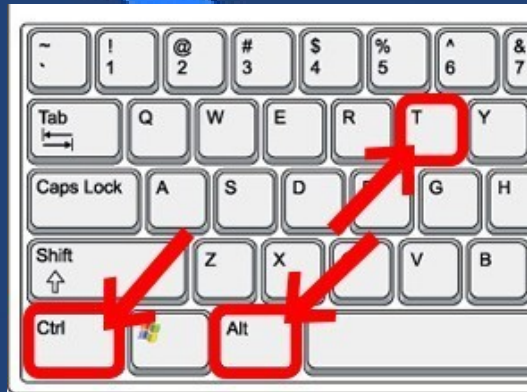 ~ ! @ # $ % ^ &
` 1 2 3 4 5 6 7
Tab Q W E R T Y
Caps Lock A S D G H
Shift Z X V B
Ctrl Alt